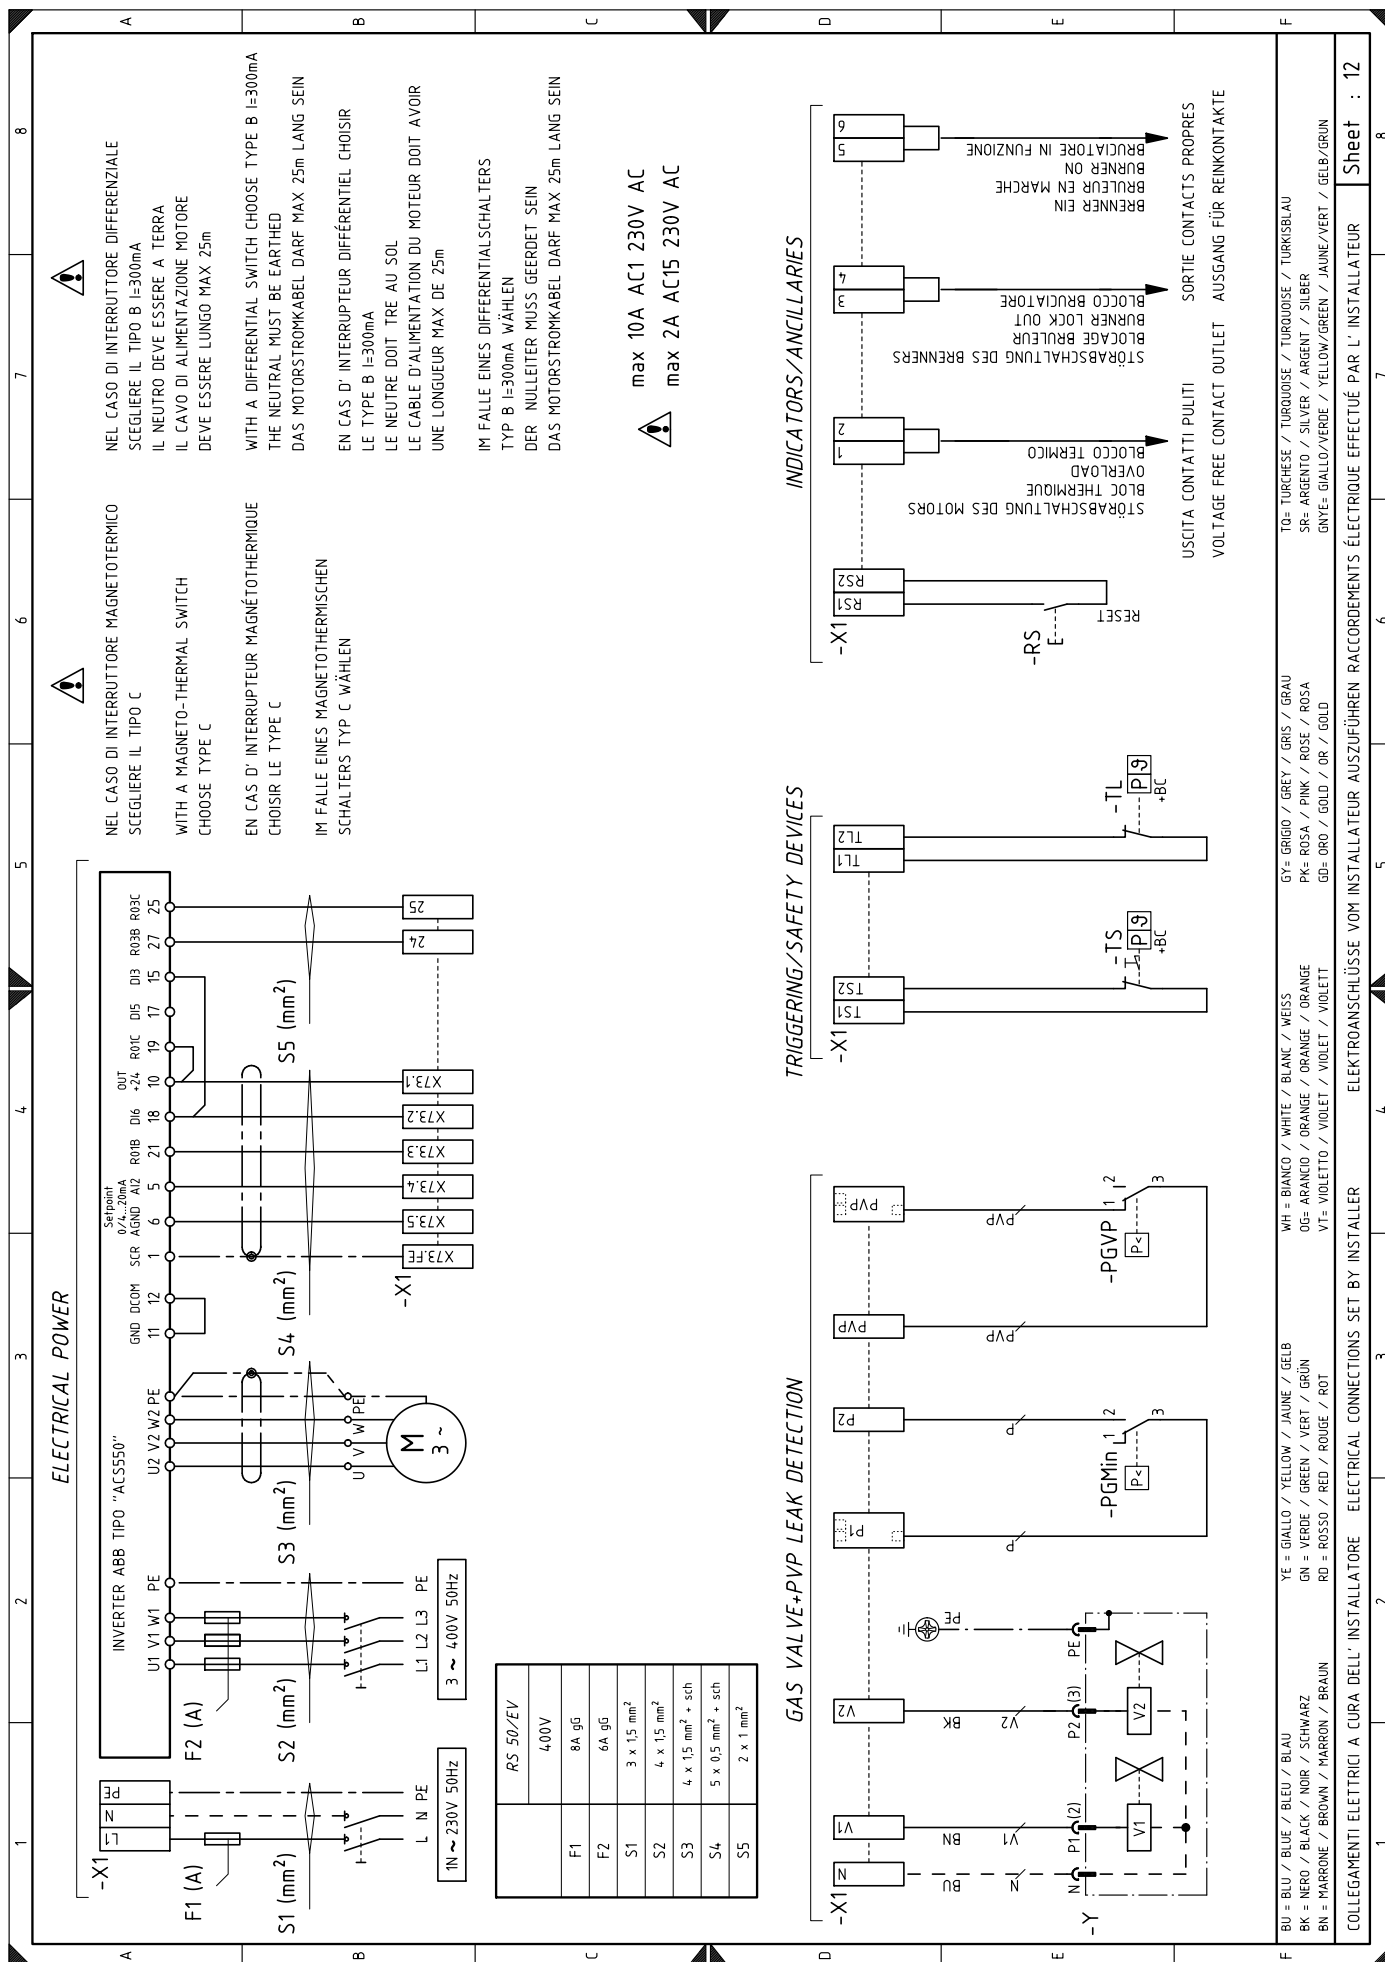 1 2 3 4 5 6 7 8
A
B
C
D
E
F
ELECTRICAL POWER
-X1
L1 N PE
F1 (A)
S1 (mm²)
L N PE
1N ~ 230V 50Hz
INVERTER ABB TIPO "ACS550"
U1 V1 W1 PE
F2 (A)
S2 (mm²)
L1 L2 L3 PE
3 ~ 400V 50Hz
U2 V2 W2 PE
S3 (mm²)
U V W PE
M
3 ~
GND DCOM SCR AGND AI2 R01B DI6 +24 R01C DI5 DI3 R03B R03C
Setpoint
0/4...20mA
OUT
11 12 1 6 5 21 18 10 19 17 15 27 25
S4 (mm²)
S5 (mm²)
-X1
X73.FE X73.5 X73.4 X73.3 X73.2 X73.1 24 25
RS 50/EV
400V
F1 8A gG
F2 6A gG
S1 3 x 1,5 mm²
S2 4 x 1,5 mm²
S3 4 x 1,5 mm² + sch
S4 5 x 0,5 mm² + sch
S5 2 x 1 mm²
NEL CASO DI INTERRUTTORE MAGNETOTERMICO
SCEGLIERE IL TIPO C
WITH A MAGNETO-THERMAL SWITCH
CHOOSE TYPE C
EN CAS D' INTERRUPTEUR MAGNÉTOTHERMIQUE
CHOISIR LE TYPE C
IM FALLE EINES MAGNETOTHERMISCHEN
SCHALTERS TYP C WÄHLEN
NEL CASO DI INTERRUTTORE DIFFERENZIALE
SCEGLIERE IL TIPO B I=300mA
IL NEUTRO DEVE ESSERE A TERRA
IL CAVO DI ALIMENTAZIONE MOTORE
DEVE ESSERE LUNGO MAX 25m
WITH A DIFFERENTIAL SWITCH CHOOSE TYPE B I=300mA
THE NEUTRAL MUST BE EARTHED
DAS MOTORSTROMKABEL DARF MAX 25m LANG SEIN
EN CAS D' INTERRUPTEUR DIFFÉRENTIEL CHOISIR
LE TYPE B I=300mA
LE NEUTRE DOIT TRE AU SOL
LE CABLE D'ALIMENTATION DU MOTEUR DOIT AVOIR
UNE LONGUEUR MAX DE 25m
IM FALLE EINES DIFFERENTIALSCHALTERS
TYP B I=300mA WÄHLEN
DER NULLEITER MUSS GEERDET SEIN
DAS MOTORSTROMKABEL DARF MAX 25m LANG SEIN
max 10A AC1 230V AC
max 2A AC15 230V AC
GAS VALVE+PVP LEAK DETECTION
-X1
N V1 V2 P1 P2 PVP PVP
BU BN BK PE
N V1 V2 P P PVP PVP
N P1 (2) P2 (3) PE
-Y
V1 V2
-PGMin
P<
1 2
3
-PGVP
P<
1 2
3
TRIGGERING/SAFETY DEVICES
-X1
TS1 TS2 TL1 TL2
-TS
P ϑ
+BC
-TL
P ϑ
+BC
INDICATORS/ANCILLARIES
-X1
RS1 RS2 1 2 3 4 5 6
-RS
RESET
STÖRABSCHALTUNG DES MOTORS
BLOC THERMIQUE
OVERLOAD
BLOCCO TERMICO
STÖRABSCHALTUNG DES BRENNERS
BLOCAGE BRULEUR
BURNER LOCK OUT
BLOCCO BRUCIATORE
BRENNER EIN
BRULEUR EN MARCHE
BURNER ON
BRUCIATORE IN FUNZIONE
USCITA CONTATTI PULITI SORTIE CONTACTS PROPRES
VOLTAGE FREE CONTACT OUTLET AUSGANG FÜR REINKONTAKTE
BU = BLU / BLUE / BLEU / BLAU
BK = NERO / BLACK / NOIR / SCHWARZ
BN = MARRONE / BROWN / MARRON / BRAUN
YE = GIALLO / YELLOW / JAUNE / GELB
GN = VERDE / GREEN / VERT / GRÜN
RD = ROSSO / RED / ROUGE / ROT
WH = BIANCO / WHITE / BLANC / WEISS
OG= ARANCIO / ORANGE / ORANGE / ORANGE
VT= VIOLETTO / VIOLET / VIOLET / VIOLETT
GY= GRIGIO / GREY / GRIS / GRAU
PK= ROSA / PINK / ROSE / ROSA
GD= ORO / GOLD / OR / GOLD
TQ= TURCHESE / TURQUOISE / TURQUOISE / TURKISBLAU
SR= ARGENTO / SILVER / ARGENT / SILBER
GNYE= GIALLO/VERDE / YELLOW/GREEN / JAUNE/VERT / GELB/GRÜN
COLLEGAMENTI ELETTRICI A CURA DELL' INSTALLATORE ELECTRICAL CONNECTIONS SET BY INSTALLER ELEKTROANSCHLÜSSE VOM INSTALLATEUR AUSZUFÜHREN RACCORDEMENTS ÉLECTRIQUE EFFECTUÉ PAR L' INSTALLATEUR
Sheet : 12
1 2 3 4 5 6 7 8
A
B
C
D
E
F